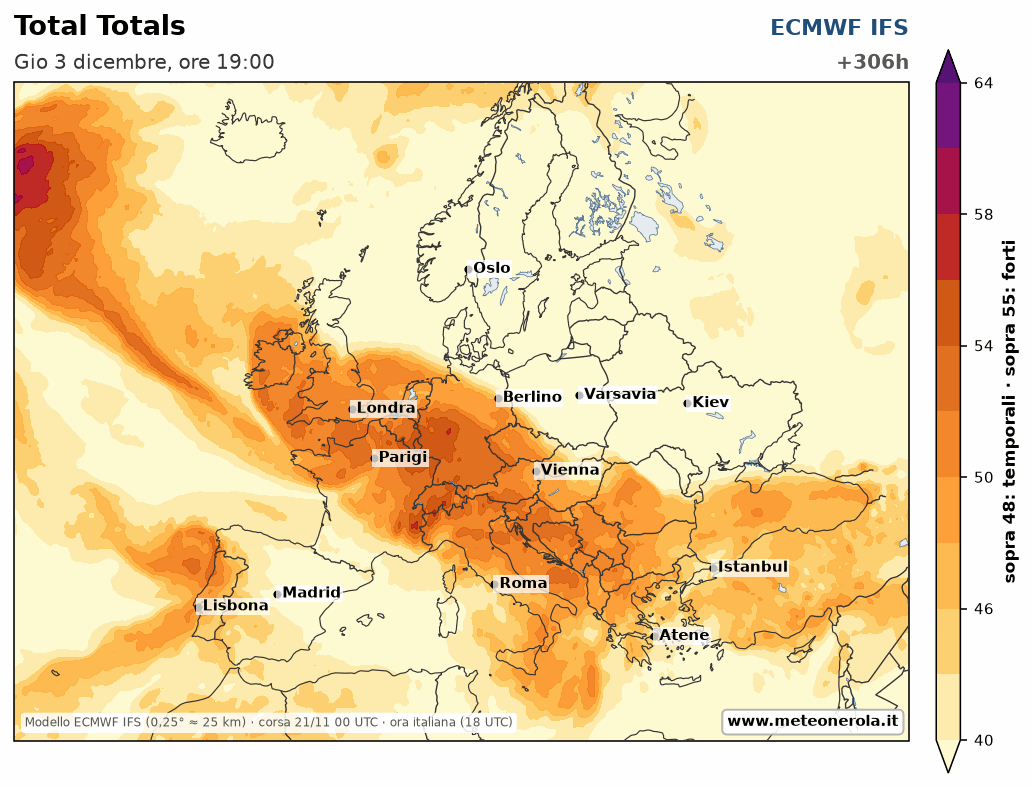 Total Totals
ECMWF IFS
Gio 3 dicembre, ore 19:00
+306h
64
58
54
50
46
40
sopra 48: temporali · sopra 55: forti
Oslo
Berlino
Varsavia
Kiev
Londra
Parigi
Vienna
Istanbul
Roma
Madrid
Lisbona
Atene
Modello ECMWF IFS (0,25° ≈ 25 km) · corsa 21/11 00 UTC · ora italiana (18 UTC)
www.meteonerola.it